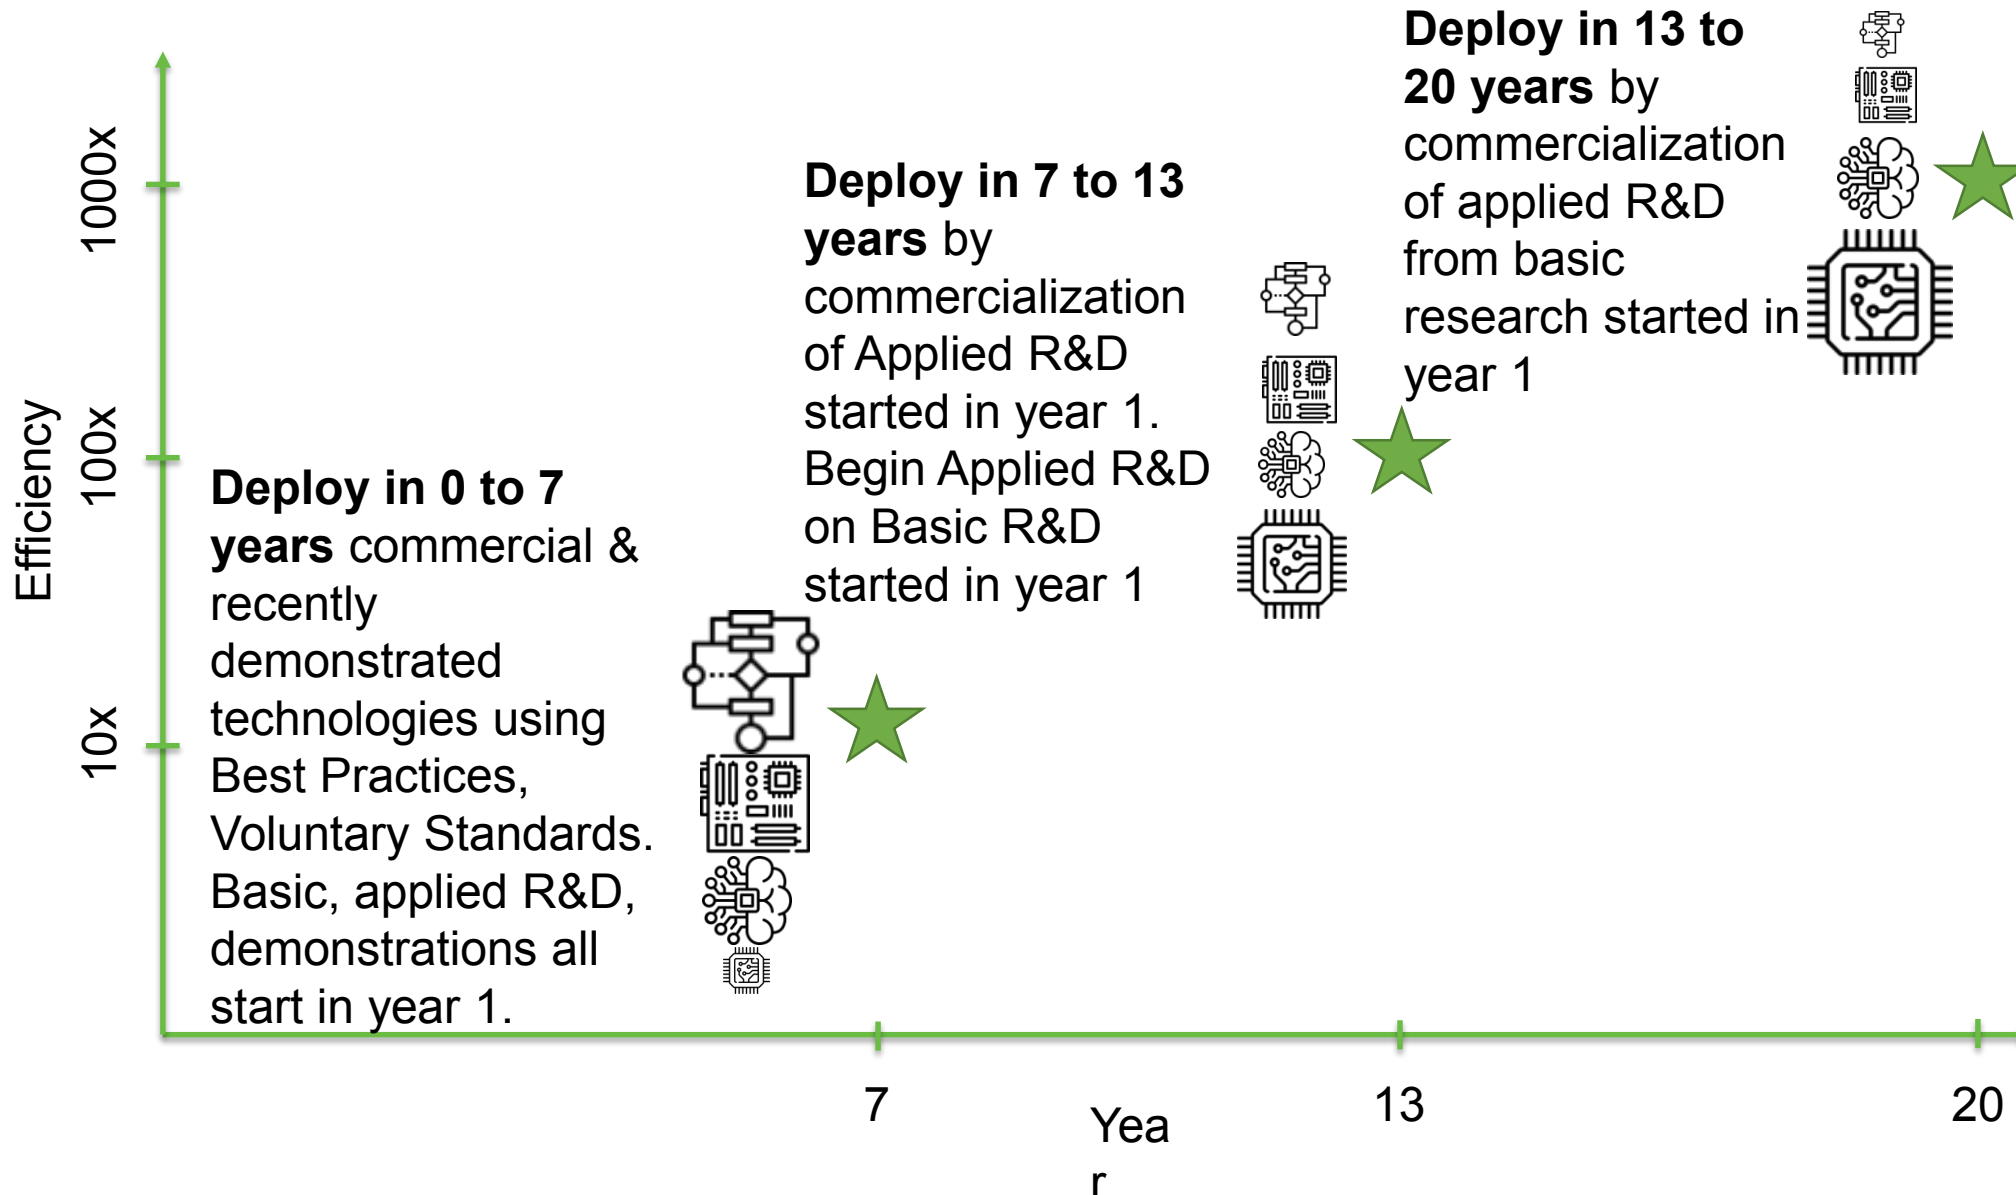 Efficiency
1000x
100x
10x
Deploy in 0 to 7
years commercial &
recently
demonstrated
technologies using
Best Practices,
Voluntary Standards.
Basic, applied R&D,
demonstrations all
start in year 1.
Deploy in 7 to 13
years by
commercialization
of Applied R&D
started in year 1.
Begin Applied R&D
on Basic R&D
started in year 1
Deploy in 13 to
20 years by
commercialization
of applied R&D
from basic
research started in
year 1
7
13
20
Yea
r